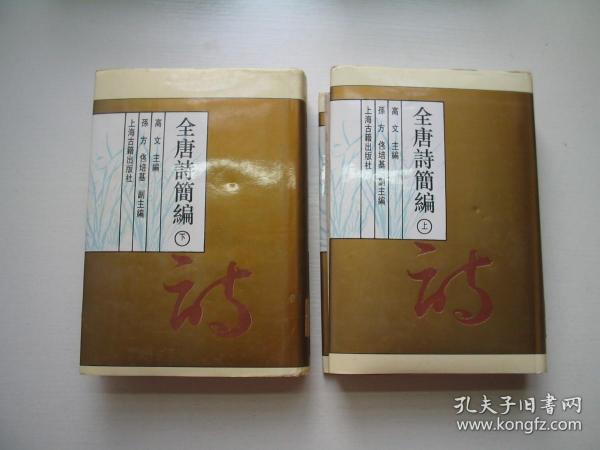 全唐詩簡編
下
高文 主編
孫方 佟培基 副主編
上海古籍出版社
詩
全唐詩簡編
上
高文 主編
孫方 佟培基 副主編
上海古籍出版社
詩
孔夫子旧书网
www.kongfz.com